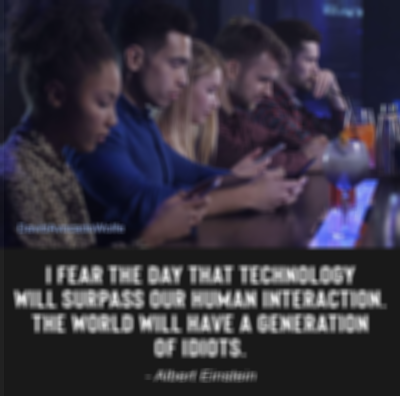 I FEAR THE DAY THAT TECHNOLOGY
WILL SURPASS OUR HUMAN INTERACTION.
THE WORLD WILL HAVE A GENERATION
OF IDIOTS.
- Albert Einstein